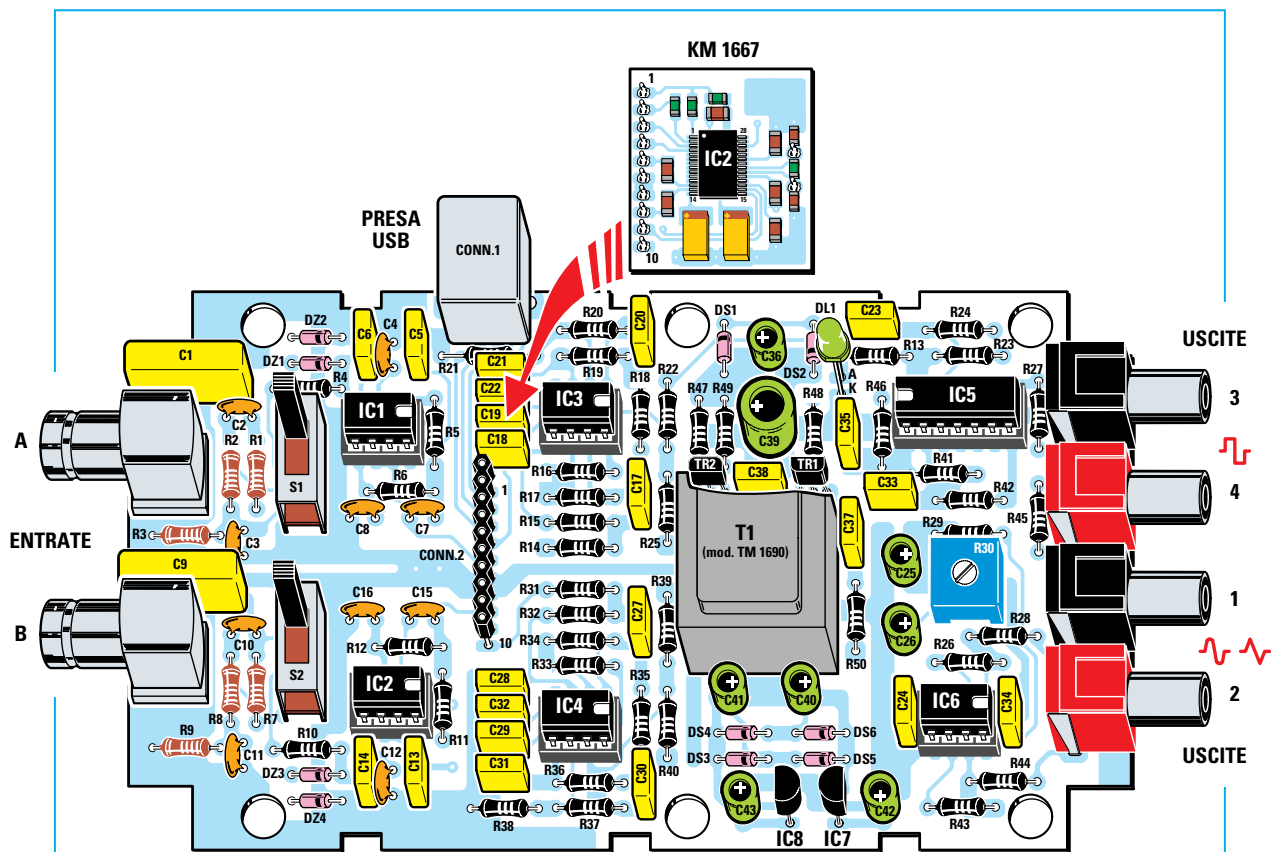 KM 1667
1
1
28
IC2
14
15
10
PRESA
USB
CONN.1
USCITE
C1
DZ2
DZ1
R4
C6
C4
C5
R21
C21
C22
C19
C18
R20
R19
C20
DS1
C36
DL1
DS2
C23
R13
A
K
R24
R23
A
C2
R2
R1
S1
IC1
R5
IC3
R18
R22
R47
R49
C39
R48
C35
R46
IC5
R27
3
R3
C3
R6
C8
C7
1
R16
R17
R15
R14
C17
R25
TR2
C38
TR1
C33
R41
R42
R45
4
ENTRATE
C9
CONN.2
T1
(mod. TM 1690)
C37
C25
R29
R30
B
C10
R8
R7
S2
C16
C15
R12
10
R31
R32
R34
R33
C27
R39
R50
C26
R28
R26
1
R9
C11
R10
IC2
R11
C28
C32
C29
C31
IC4
R35
R40
C41
C40
C24
IC6
C34
2
DZ3
DZ4
C14
C12
C13
R38
R36
R37
C30
DS4
DS3
DS6
DS5
C43
C42
IC8
IC7
R44
R43
USCITE